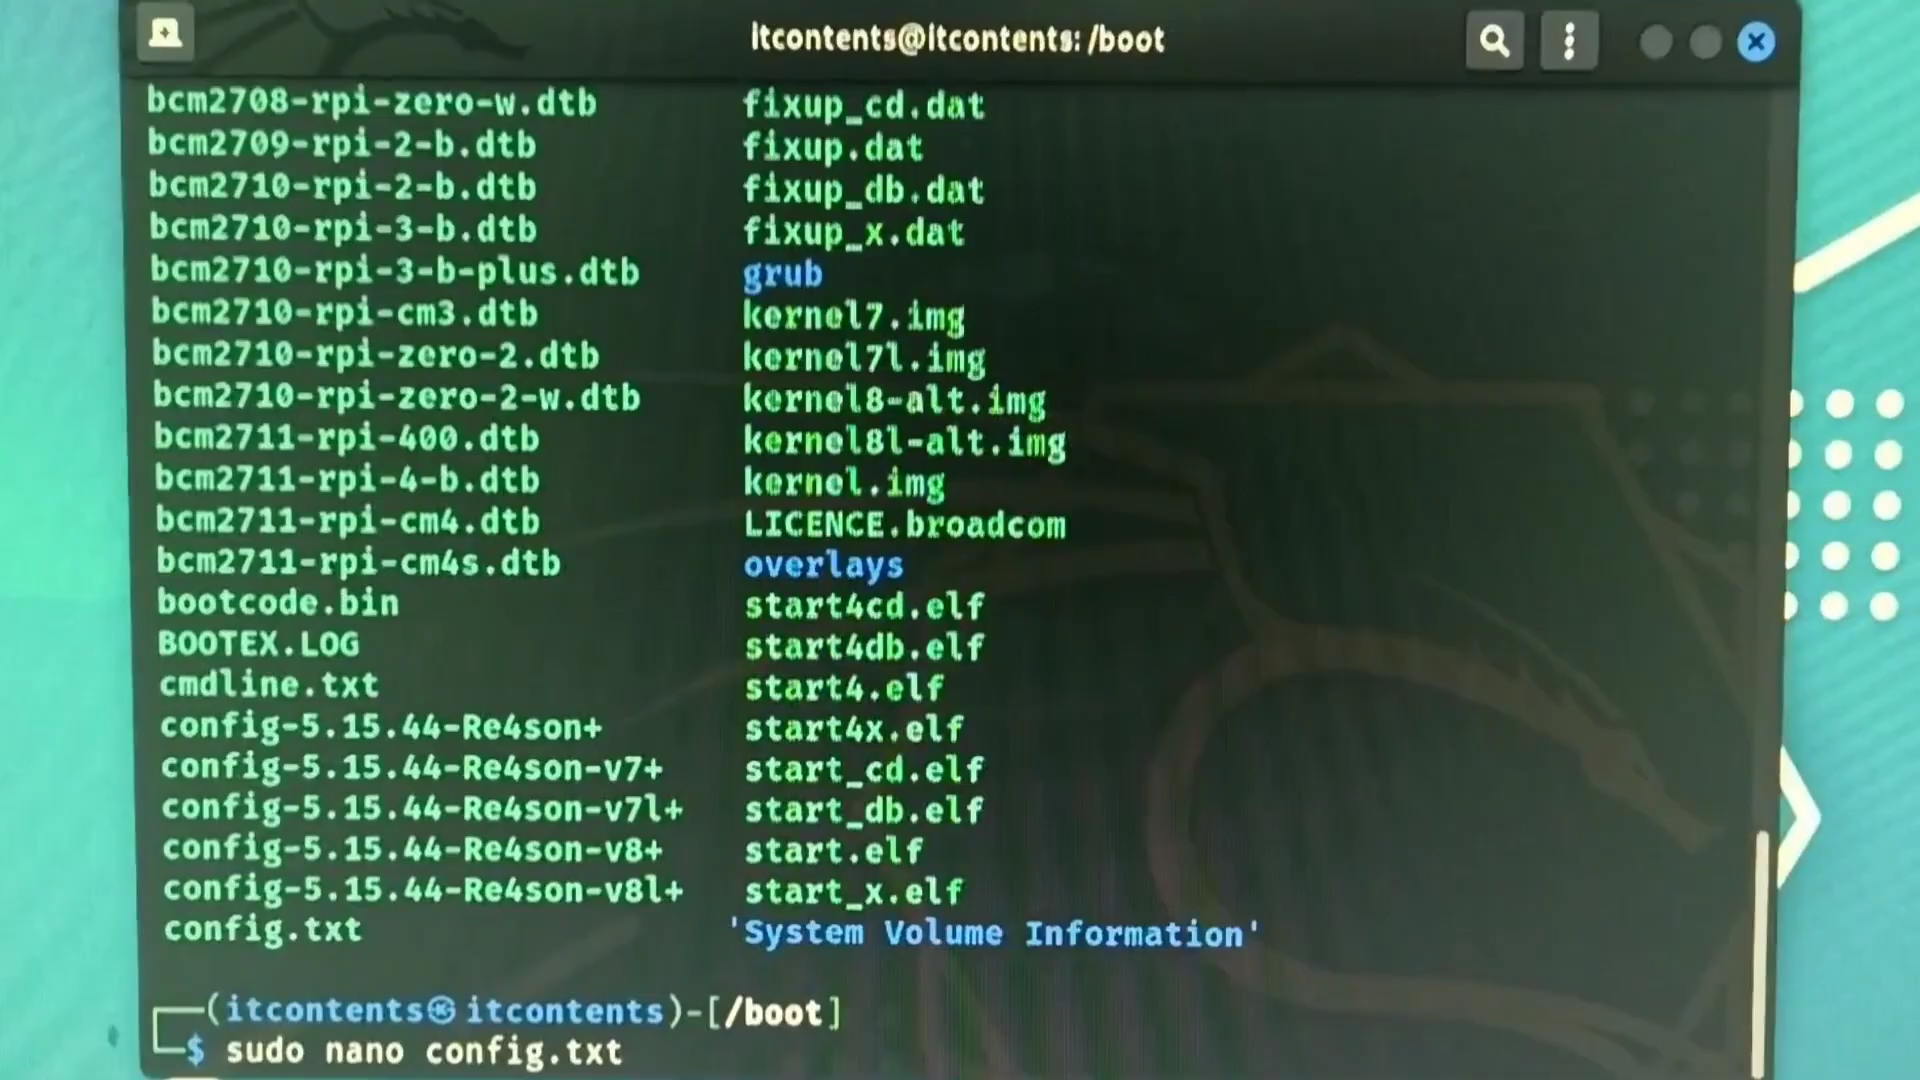 itcontents@itcontents: /boot
bcm2708-rpi-zero-w.dtb fixup_cd.dat
bcm2709-rpi-2-b.dtb fixup.dat
bcm2710-rpi-2-b.dtb fixup_db.dat
bcm2710-rpi-3-b.dtb fixup_x.dat
bcm2710-rpi-3-b-plus.dtb grub
bcm2710-rpi-cm3.dtb kernel7.img
bcm2710-rpi-zero-2.dtb kernel7l.img
bcm2710-rpi-zero-2-w.dtb kernel8-alt.img
bcm2711-rpi-400.dtb kernel8l-alt.img
bcm2711-rpi-4-b.dtb kernel.img
bcm2711-rpi-cm4.dtb LICENCE.broadcom
bcm2711-rpi-cm4s.dtb overlays
bootcode.bin start4cd.elf
BOOTEX.LOG start4db.elf
cmdline.txt start4.elf
config-5.15.44-Re4son+ start4x.elf
config-5.15.44-Re4son-v7+ start_cd.elf
config-5.15.44-Re4son-v7l+ start_db.elf
config-5.15.44-Re4son-v8+ start.elf
config-5.15.44-Re4son-v8l+ start_x.elf
config.txt 'System Volume Information'
┌──(itcontents㉿itcontents)-[/boot]
└─$ sudo nano config.txt